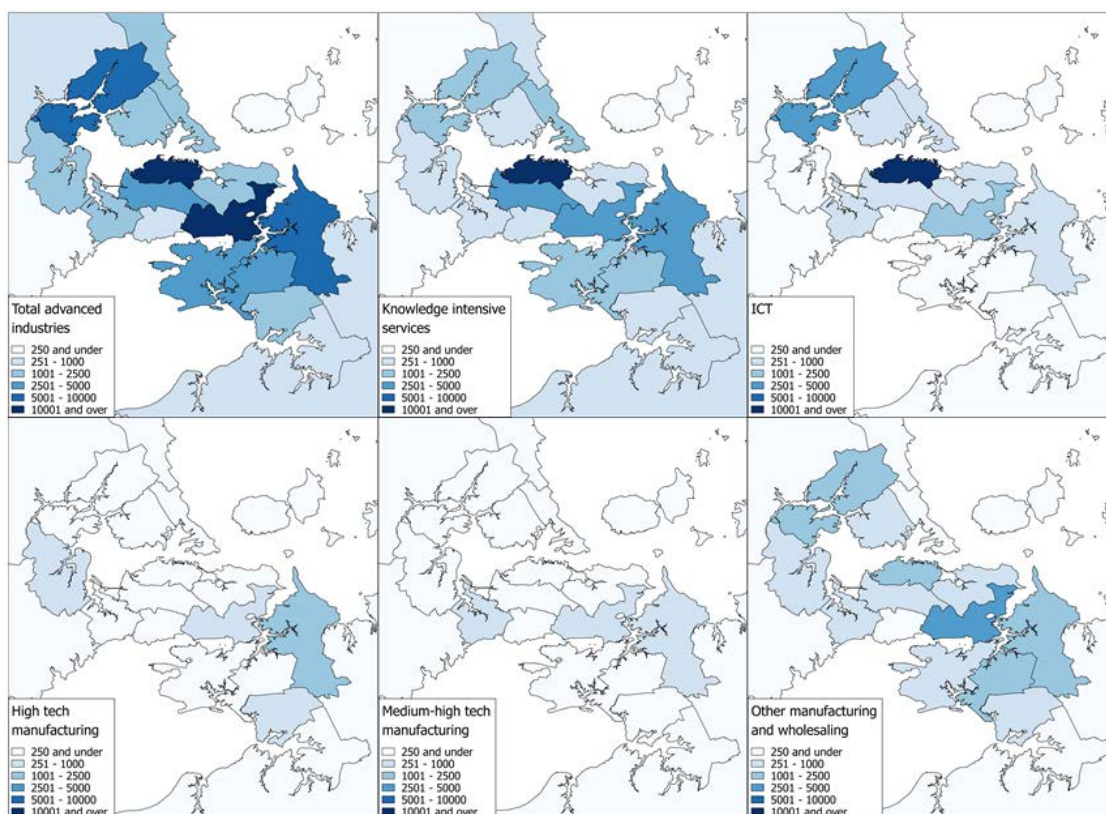 Total advanced
industries
250 and under
251 - 1000
1001 - 2500
2501 - 5000
5001 - 10000
10001 and over
Knowledge intensive
services
250 and under
251 - 1000
1001 - 2500
2501 - 5000
5001 - 10000
10001 and over
ICT
250 and under
251 - 1000
1001 - 2500
2501 - 5000
5001 - 10000
10001 and over
High tech
manufacturing
250 and under
251 - 1000
1001 - 2500
2501 - 5000
5001 - 10000
10001 and over
Medium-high tech
manufacturing
250 and under
251 - 1000
1001 - 2500
2501 - 5000
5001 - 10000
10001 and over
Other manufacturing
and wholesaling
250 and under
251 - 1000
1001 - 2500
2501 - 5000
5001 - 10000
10001 and over